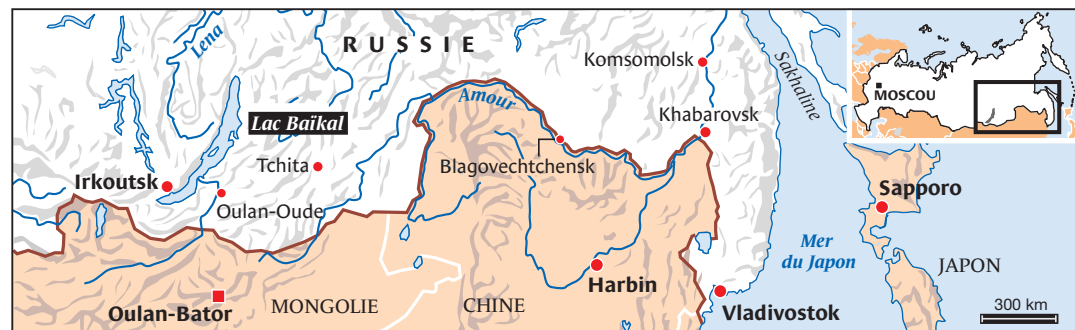 Lena
RUSSIE
Komsomolsk
Sakhaline
MOSCOU
Amour
Lac Baïkal
Khabarovsk
Tchita
Blagovechtchensk
Irkoutsk
Oulan-Oude
Sapporo
Mer
du Japon
JAPON
Harbin
Oulan-Bator
MONGOLIE
CHINE
Vladivostok
300 km